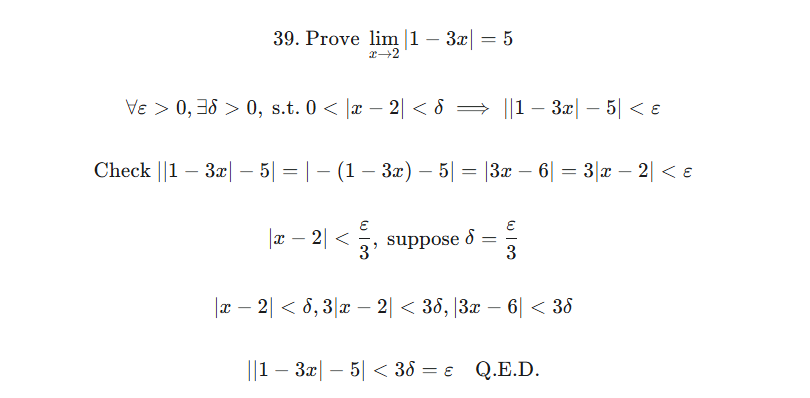 39. Prove lim_{x→2} |1 − 3x| = 5
∀ε > 0, ∃δ > 0, s.t. 0 < |x − 2| < δ ⟹ ||1 − 3x| − 5| < ε
Check ||1 − 3x| − 5| = | − (1 − 3x) − 5| = |3x − 6| = 3|x − 2| < ε
|x − 2| < ε/3, suppose δ = ε/3
|x − 2| < δ, 3|x − 2| < 3δ, |3x − 6| < 3δ
||1 − 3x| − 5| < 3δ = ε Q.E.D.